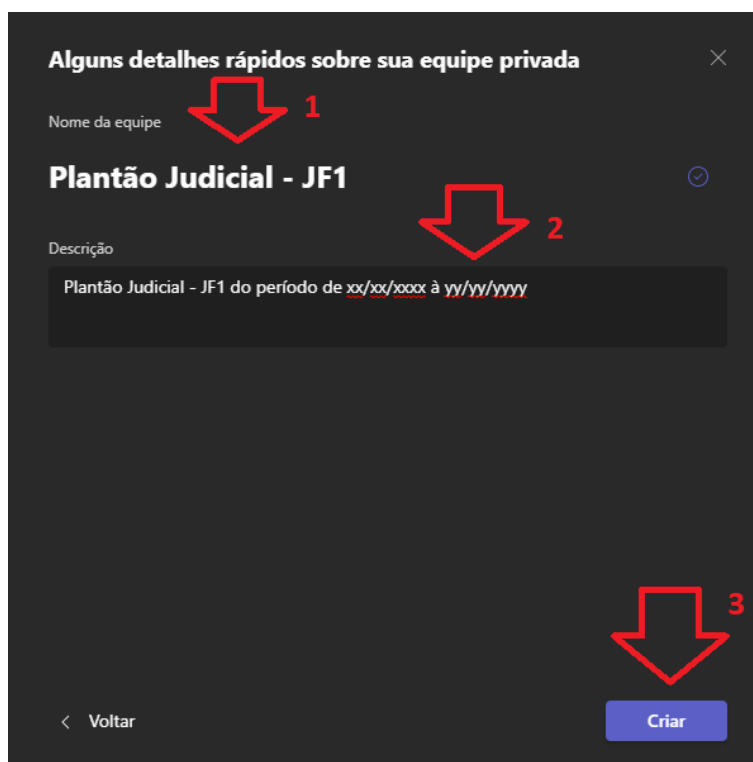 Alguns detalhes rápidos sobre sua equipe privada
1
Nome da equipe
Plantão Judicial - JF1
2
Descrição
Plantão Judicial - JF1 do período de xx/xx/xxxx à yy/yy/yyyy
3
Voltar
Criar